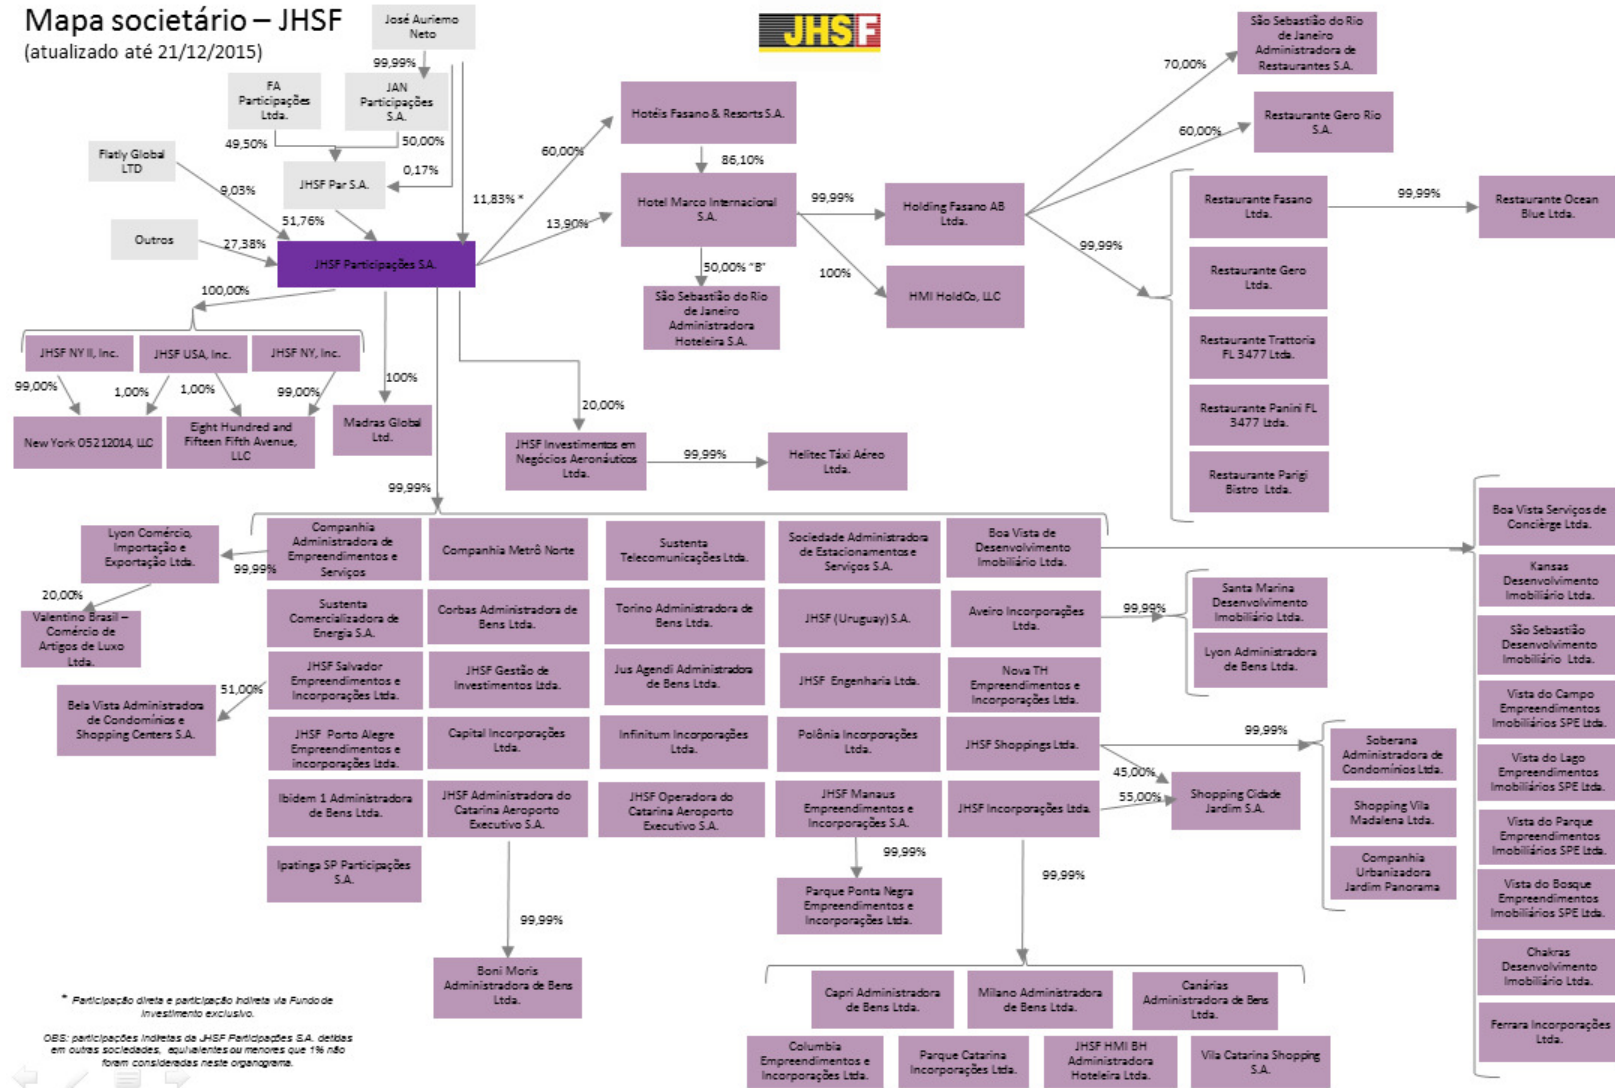 Mapa societário – JHSF
(atualizado até 21/12/2015)
José Auriemo
Neto
JHSF
99,99%
FA
Participações
Ltda.
JAN
Participações
S.A.
49,50%
50,00%
Flatly Global
LTD
JHSF Par S.A.
0,17%
9,03%
51,76%
11,83% *
Outros
27,38%
JHSF Participações S.A.
60,00%
13,90%
Hotéis Fasano & Resorts S.A.
86,10%
Hotel Marco Internacional
S.A.
50,00% "B"
São Sebastião do Rio
de Janeiro
Administradora
Hoteleira S.A.
99,99%
100%
Holding Fasano AB
Ltda.
HMI HoldCo, LLC
70,00%
60,00%
99,99%
São Sebastião do Rio
de Janeiro
Administradora de
Restaurantes S.A.
Restaurante Gero Rio
S.A.
Restaurante Fasano
Ltda.
99,99%
Restaurante Ocean
Blue Ltda.
Restaurante Gero
Ltda.
Restaurante Trattoria
FL 3477 Ltda.
Restaurante Panini FL
3477 Ltda.
Restaurante Parigi
Bistro Ltda.
100,00%
JHSF NY II, Inc.
JHSF USA, Inc.
JHSF NY, Inc.
99,00%
1,00%
1,00%
99,00%
New York 05212014, LLC
Eight Hundred and
Fifteen Fifth Avenue,
LLC
100%
Madras Global
Ltd.
20,00%
JHSF Investimentos em
Negócios Aeronáuticos
Ltda.
99,99%
Helitec Táxi Aéreo
Ltda.
99,99%
Lyon Comércio,
Importação e
Exportação Ltda.
99,99%
20,00%
Valentino Brasil –
Comércio de
Artigos de Luxo
Ltda.
51,00%
Bela Vista Administradora
de Condomínios e
Shopping Centers S.A.
Companhia
Administradora de
Empreendimentos e
Serviços
Sustenta
Comercializadora de
Energia S.A.
JHSF Salvador
Empreendimentos e
Incorporações Ltda.
JHSF Porto Alegre
Empreendimentos e
incorporações Ltda.
Ibidem 1 Administradora
de Bens Ltda.
Ipatinga SP Participações
S.A.
Companhia Metrô Norte
Corbas Administradora de
Bens Ltda.
JHSF Gestão de
Investimentos Ltda.
Capital Incorporações
Ltda.
JHSF Administradora do
Catarina Aeroporto
Executivo S.A.
99,99%
Boni Moris
Administradora de Bens
Ltda.
Sustenta
Telecomunicações Ltda.
Torino Administradora de
Bens Ltda.
Jus Agendi Administradora
de Bens Ltda.
Infinitum Incorporações
Ltda.
JHSF Operadora do
Catarina Aeroporto
Executivo S.A.
Sociedade Administradora
de Estacionamentos e
Serviços S.A.
JHSF (Uruguay) S.A.
JHSF Engenharia Ltda.
Polônia Incorporações
Ltda.
JHSF Manaus
Empreendimentos e
Incorporações S.A.
99,99%
Parque Ponta Negra
Empreendimentos e
Incorporações Ltda.
Boa Vista de
Desenvolvimento
Imobiliário Ltda.
Aveiro Incorporações
Ltda.
Nova TH
Empreendimentos e
Incorporações Ltda.
JHSF Shoppings Ltda.
JHSF Incorporações Ltda.
99,99%
Santa Marina
Desenvolvimento
Imobiliário Ltda.
Lyon Administradora
de Bens Ltda.
99,99%
45,00%
55,00%
Shopping Cidade
Jardim S.A.
Soberana
Administradora de
Condomínios Ltda.
Shopping Vila
Madalena Ltda.
Companhia
Urbanizadora
Jardim Panorama
99,99%
Capri Administradora
de Bens Ltda.
Milano Administradora
de Bens Ltda.
Canárias
Administradora de Bens
Ltda.
Columbia
Empreendimentos e
Incorporações Ltda.
Parque Catarina
Incorporações Ltda.
JHSF HMI BH
Administradora
Hoteleira Ltda.
Vila Catarina Shopping
S.A.
Boa Vista Serviços de
Concièrge Ltda.
Kansas
Desenvolvimento
Imobiliário Ltda.
São Sebastião
Desenvolvimento
Imobiliário Ltda.
Vista do Campo
Empreendimentos
Imobiliários SPE Ltda.
Vista do Lago
Empreendimentos
Imobiliários SPE Ltda.
Vista do Parque
Empreendimentos
Imobiliários SPE Ltda.
Vista do Bosque
Empreendimentos
Imobiliários SPE Ltda.
Chakras
Desenvolvimento
Imobiliário Ltda.
Ferrara Incorporações
Ltda.
* Participação direta e participação indireta via Fundo de
investimento exclusivo.
OBS: participações indiretas da JHSF Participações S.A. detidas
em outras sociedades, equivalentes ou menores que 1% não
foram consideradas neste organograma.